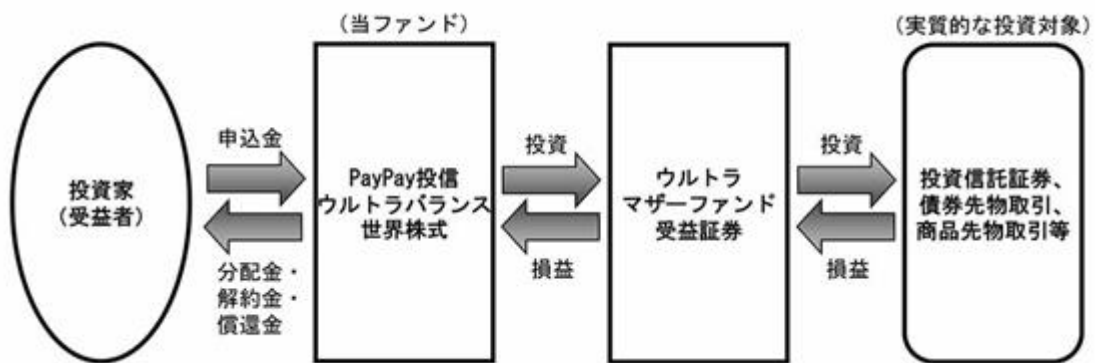 （当ファンド）
（実質的な投資対象）
投資家
（受益者）
申込金
分配金・
解約金・
償還金
PayPay投信
ウルトラバランス
世界株式
投資
損益
ウルトラ
マザーファンド
受益証券
投資
損益
投資信託証券、
債券先物取引、
商品先物取引等